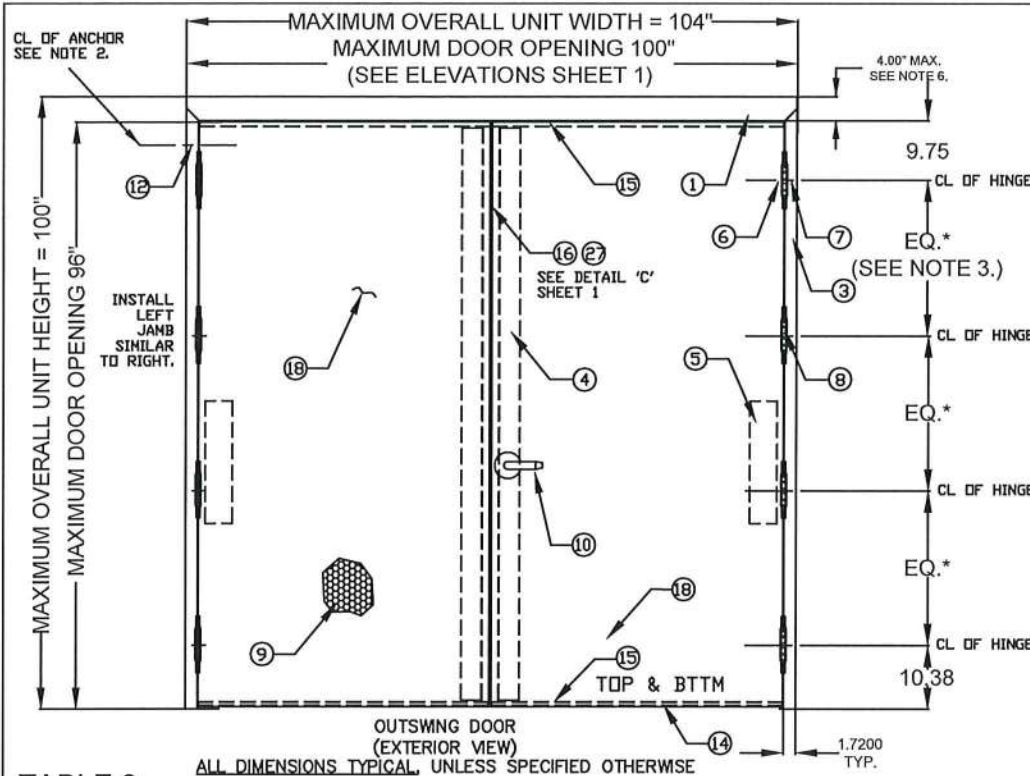 MAXIMUM OVERALL UNIT WIDTH = 104"
MAXIMUM DOOR OPENING 100"
(SEE ELEVATIONS SHEET 1)
CL OF ANCHOR
SEE NOTE 2.
4.00" MAX.
SEE NOTE 6.
MAXIMUM OVERALL UNIT HEIGHT = 100"
MAXIMUM DOOR OPENING 96"
12
15
1
9.75
CL OF HINGE
6
7
EQ.*
(SEE NOTE 3.)
16 27
SEE DETAIL 'C'
SHEET 1
3
INSTALL
LEFT
JAMB
SIMILAR
TO RIGHT.
CL OF HINGE
18
4
5
8
EQ.*
10
CL OF HINGE
9
18
EQ.*
15
TOP & BTTM
CL OF HINGE
10.38
14
OUTSWING DOOR
(EXTERIOR VIEW)
1.7200
TYP.
ALL DIMENSIONS TYPICAL, UNLESS SPECIFIED OTHERWISE